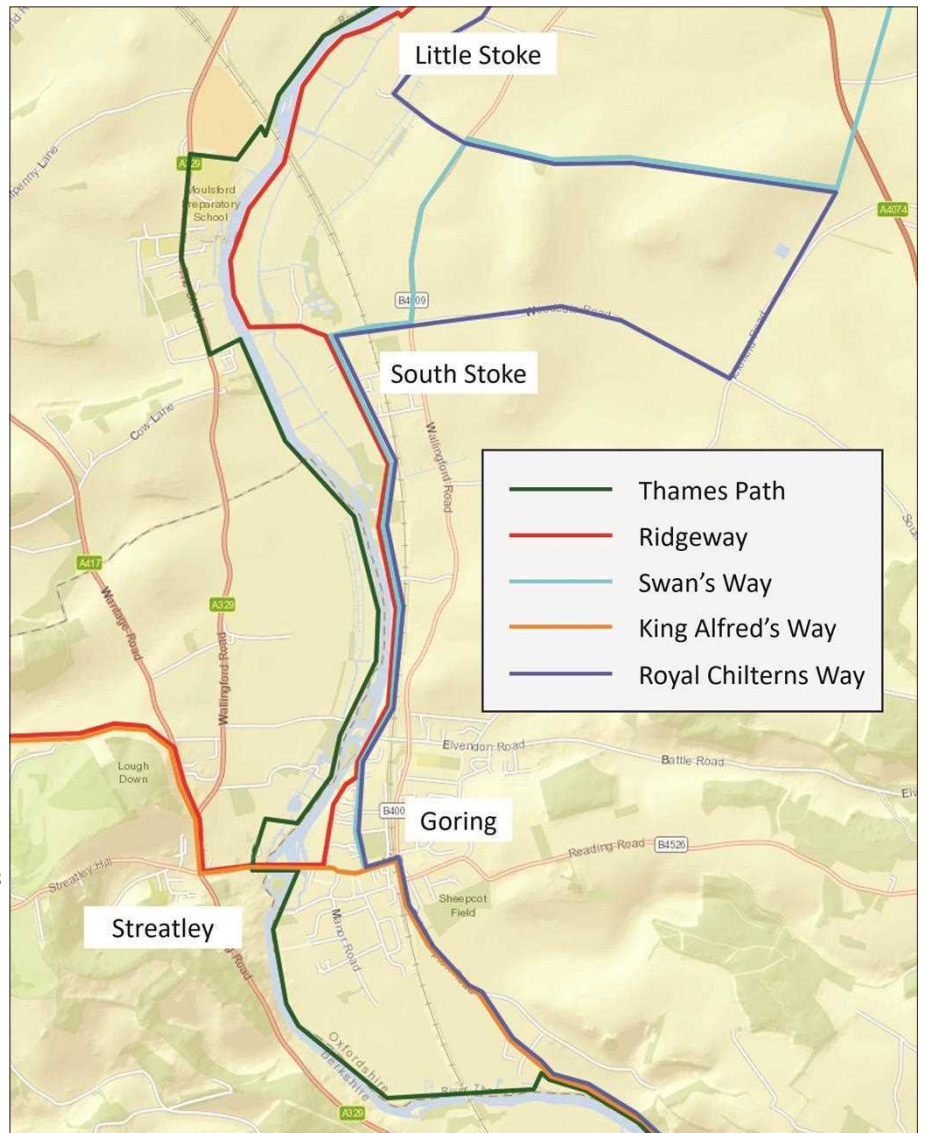 Little Stoke
A329
Moulsford
Preparatory
School
A4074
B4009
Woodcote Road
South Stoke
Cow Lane
Wallingford Road
Thames Path
Ridgeway
Swan's Way
King Alfred's Way
Royal Chilterns Way
A417
Wantage Road
A329
Wallingford Road
Elvendon Road
Battle Road
Lough
Down
B400
Goring
Reading Road
B4526
Streatley Hill
Sheepcot
Field
Streatley
Manor Road
Oxfordshire
Berkshire
A329